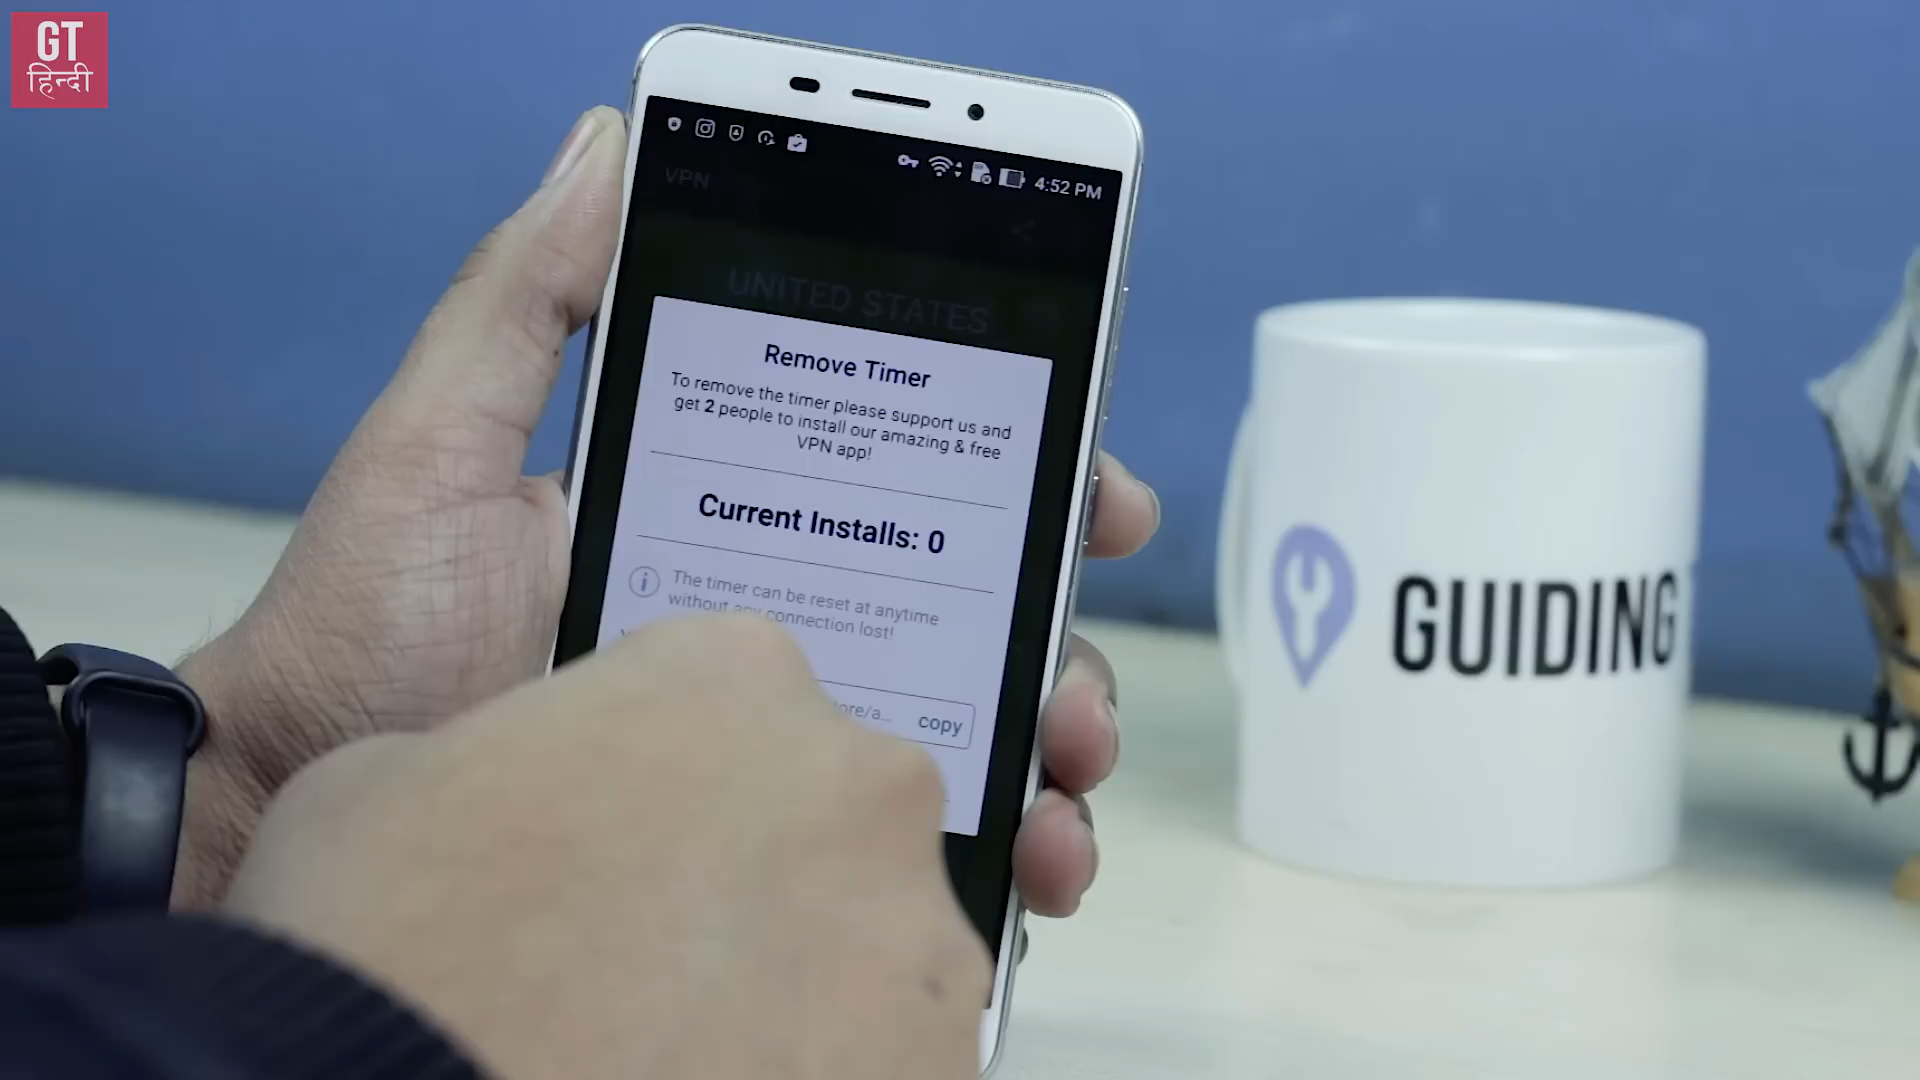 GT
हिन्दी
4:52 PM
VPN
UNITED STATES
Remove Timer
To remove the timer please support us and
get 2 people to install our amazing & free
VPN app!
Current Installs: 0
The timer can be reset at anytime
without any connection lost!
ore/a...
copy
GUIDING